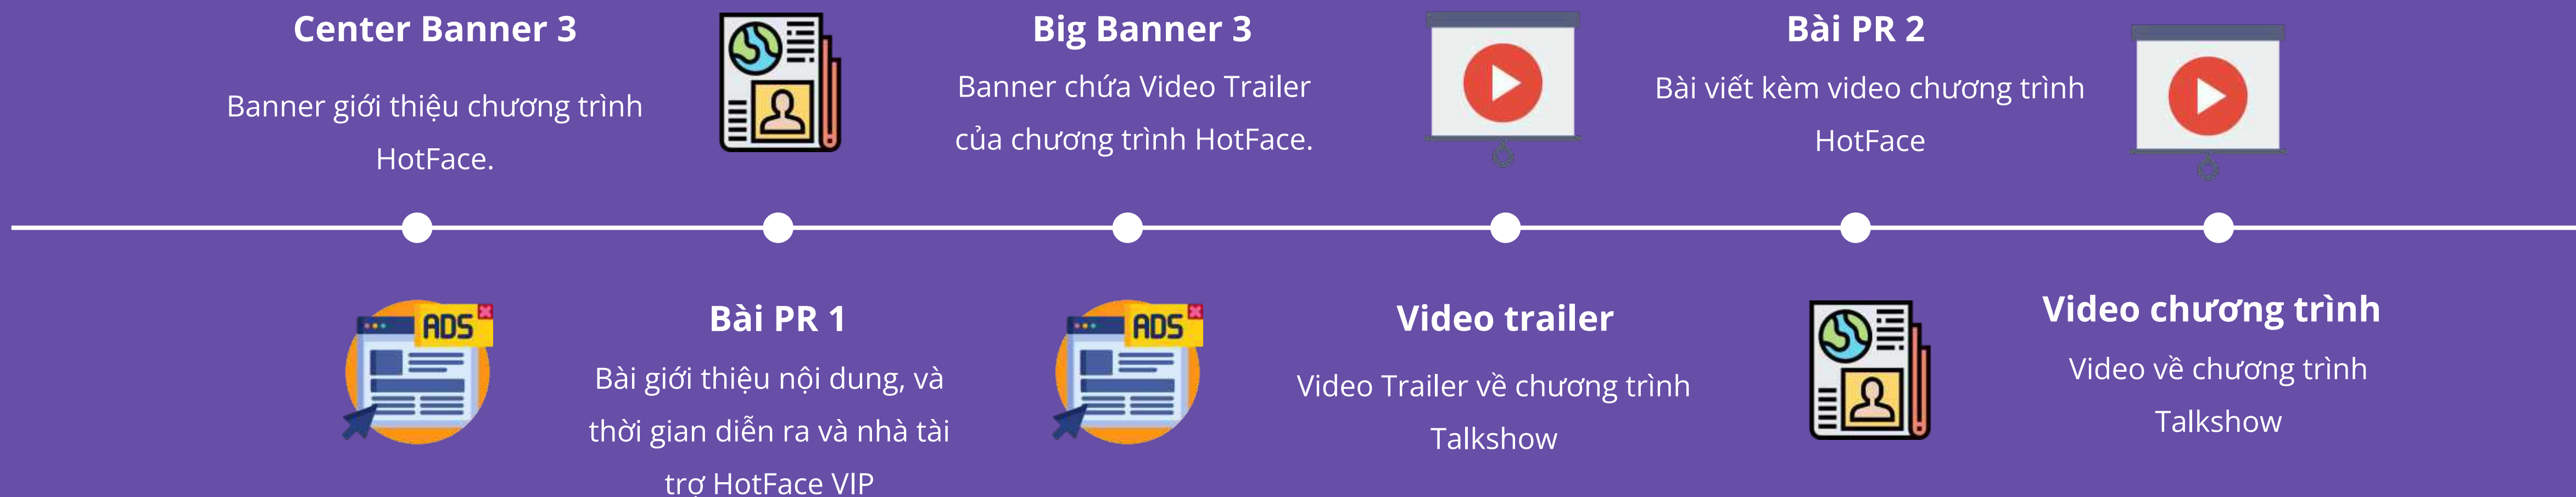 Center Banner 3
Banner giới thiệu chương trình
HotFace.
ADS
Bài PR 1
Bài giới thiệu nội dung, và
thời gian diễn ra và nhà tài
trợ HotFace VIP
Big Banner 3
Banner chứa Video Trailer
của chương trình HotFace.
ADS
Video trailer
Video Trailer về chương trình
Talkshow
Bài PR 2
Bài viết kèm video chương trình
HotFace
Video chương trình
Video về chương trình
Talkshow